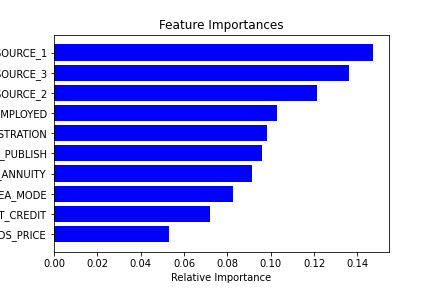 Feature Importances
SOURCE_1
SOURCE_3
SOURCE_2
MPLOYED
STRATION
_PUBLISH
_ANNUITY
EA_MODE
T_CREDIT
DS_PRICE
0.00 0.02 0.04 0.06 0.08 0.10 0.12 0.14
Relative Importance